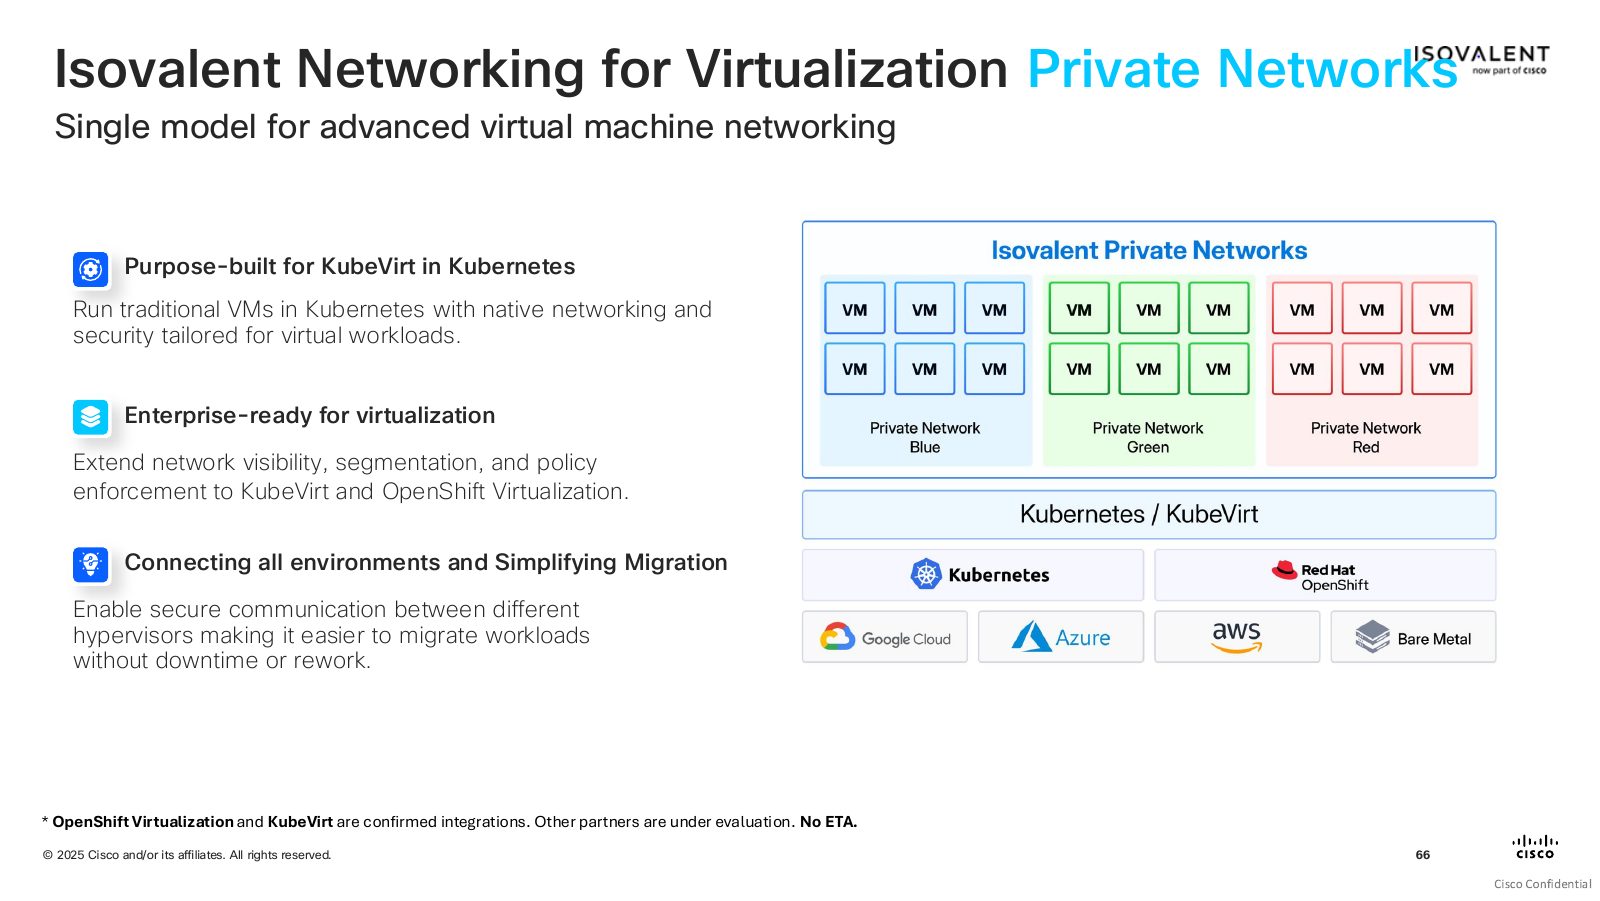 Isovalent Networking for Virtualization Private Networks
ISOVALENT
now part of CISCO
Single model for advanced virtual machine networking
Purpose-built for KubeVirt in Kubernetes
Run traditional VMs in Kubernetes with native networking and
security tailored for virtual workloads.
Enterprise-ready for virtualization
Extend network visibility, segmentation, and policy
enforcement to KubeVirt and OpenShift Virtualization.
Connecting all environments and Simplifying Migration
Enable secure communication between different
hypervisors making it easier to migrate workloads
without downtime or rework.
Isovalent Private Networks
VM VM VM VM VM VM VM VM VM
VM VM VM VM VM VM VM VM VM
Private Network Private Network Private Network
Blue Green Red
Kubernetes / KubeVirt
Kubernetes
Red Hat
OpenShift
Google Cloud Azure aws Bare Metal
* OpenShift Virtualization and KubeVirt are confirmed integrations. Other partners are under evaluation. No ETA.
© 2025 Cisco and/or its affiliates. All rights reserved.
66
CISCO
Cisco Confidential